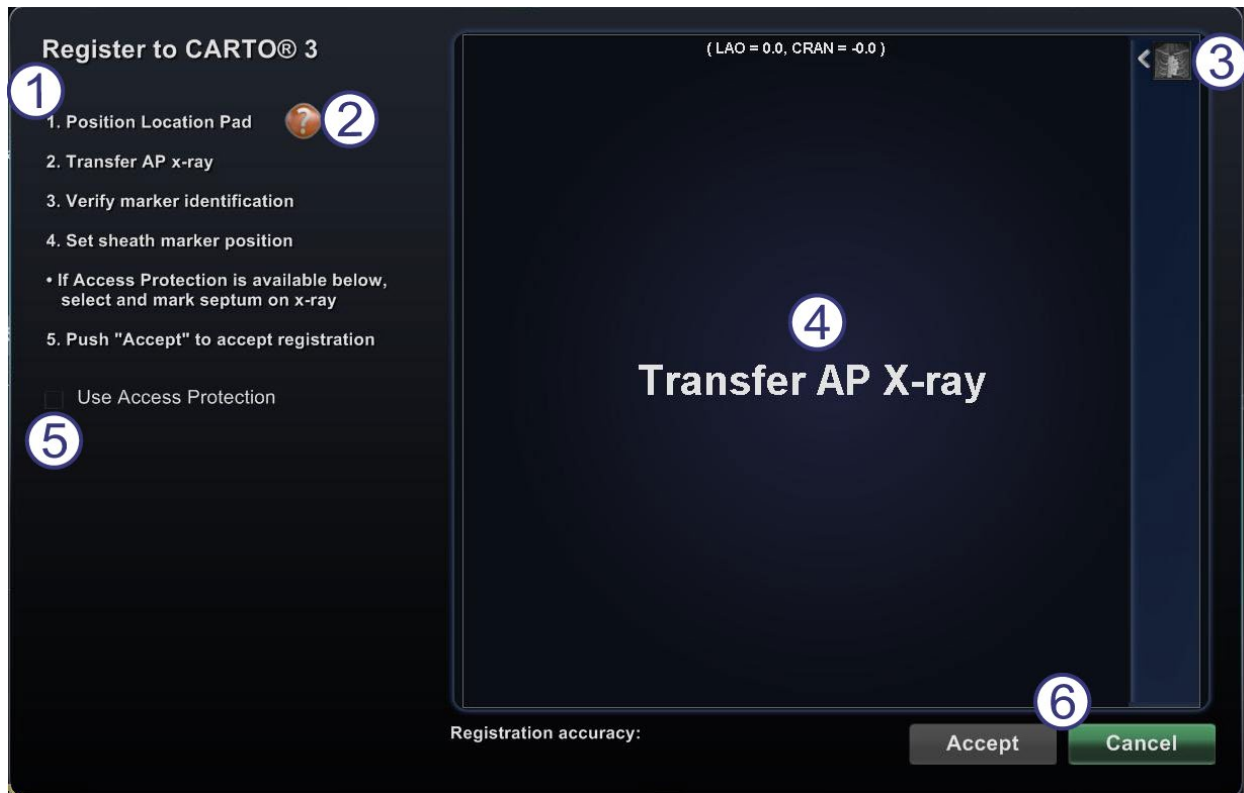 Register to CARTO® 3
1
1. Position Location Pad
?
2
2. Transfer AP x-ray
3. Verify marker identification
4. Set sheath marker position
• If Access Protection is available below,
select and mark septum on x-ray
5. Push "Accept" to accept registration
Use Access Protection
5
( LAO = 0.0, CRAN = -0.0 )
<
3
4
Transfer AP X-ray
6
Registration accuracy:
Accept
Cancel